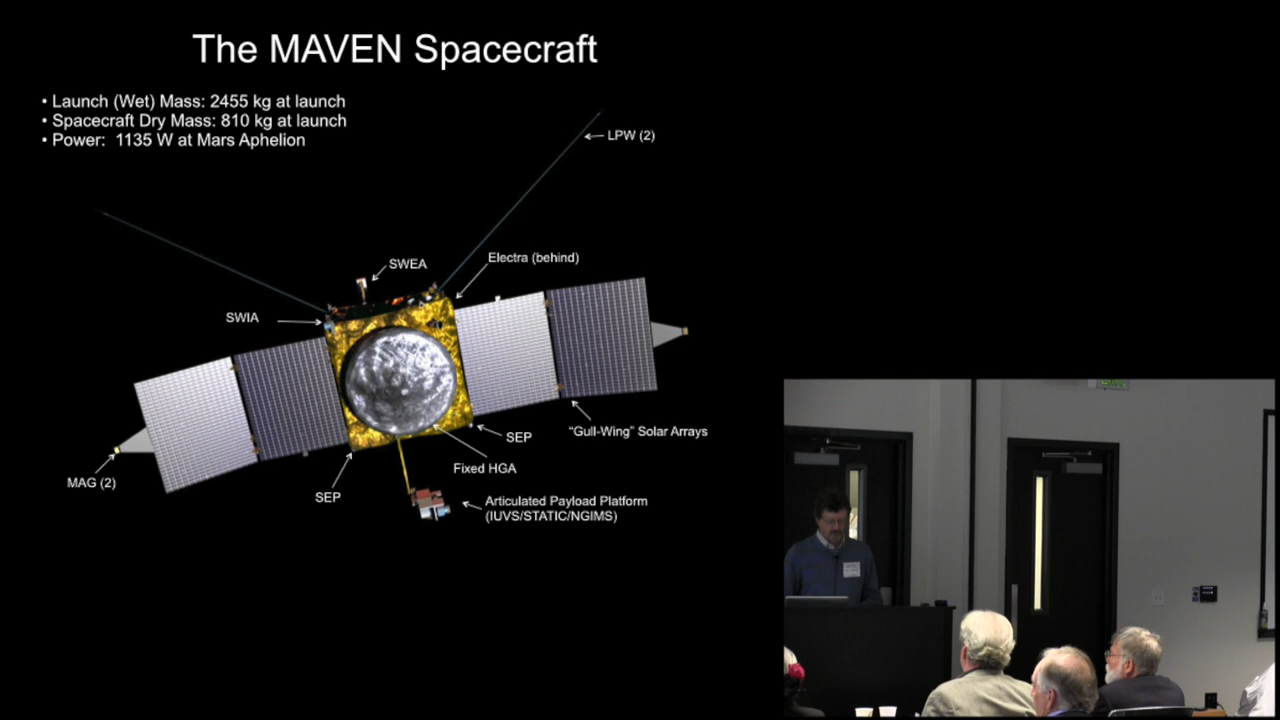 The MAVEN Spacecraft
• Launch (Wet) Mass: 2455 kg at launch
• Spacecraft Dry Mass: 810 kg at launch
• Power:  1135 W at Mars Aphelion
LPW (2)
SWEA
Electra (behind)
SWIA
"Gull-Wing" Solar Arrays
SEP
Fixed HGA
MAG (2)
SEP
Articulated Payload Platform
(IUVS/STATIC/NGIMS)